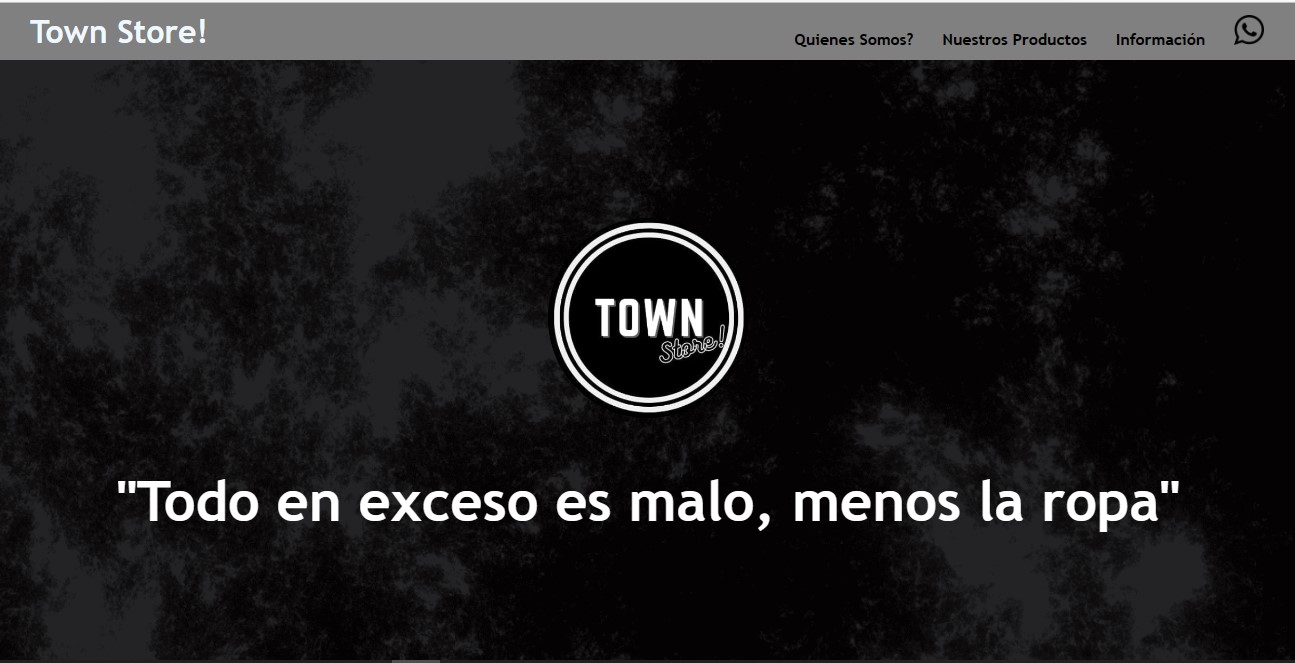 Town Store!
Quienes Somos? Nuestros Productos Información
TOWN
Store!
"Todo en exceso es malo, menos la ropa"